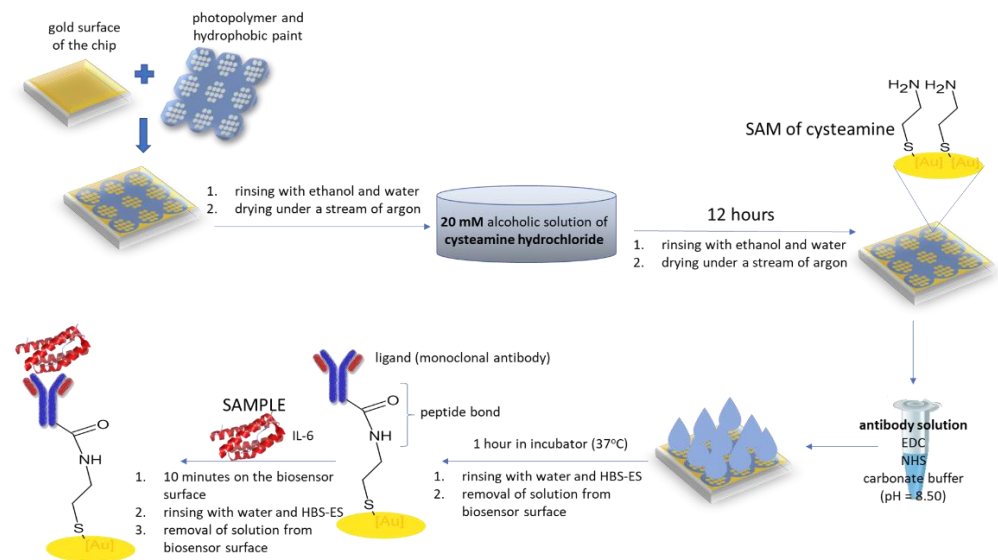 gold surface
of the chip
photopolymer and
hydrophobic paint
1. rinsing with ethanol and water
2. drying under a stream of argon
20 mM alcoholic solution of
cysteamine hydrochloride
12 hours
1. rinsing with ethanol and water
2. drying under a stream of argon
SAM of cysteamine
H₂N H₂N
S S
[Au] [Au]
antibody solution
EDC
NHS
carbonate buffer
(pH = 8.50)
1 hour in incubator (37°C)
1. rinsing with water and HBS-ES
2. removal of solution from
biosensor surface
ligand (monoclonal antibody)
peptide bond
O
NH
S
[Au]
SAMPLE
IL-6
1. 10 minutes on the biosensor
surface
2. rinsing with water and HBS-ES
3. removal of solution from
biosensor surface
O
NH
S
[Au]